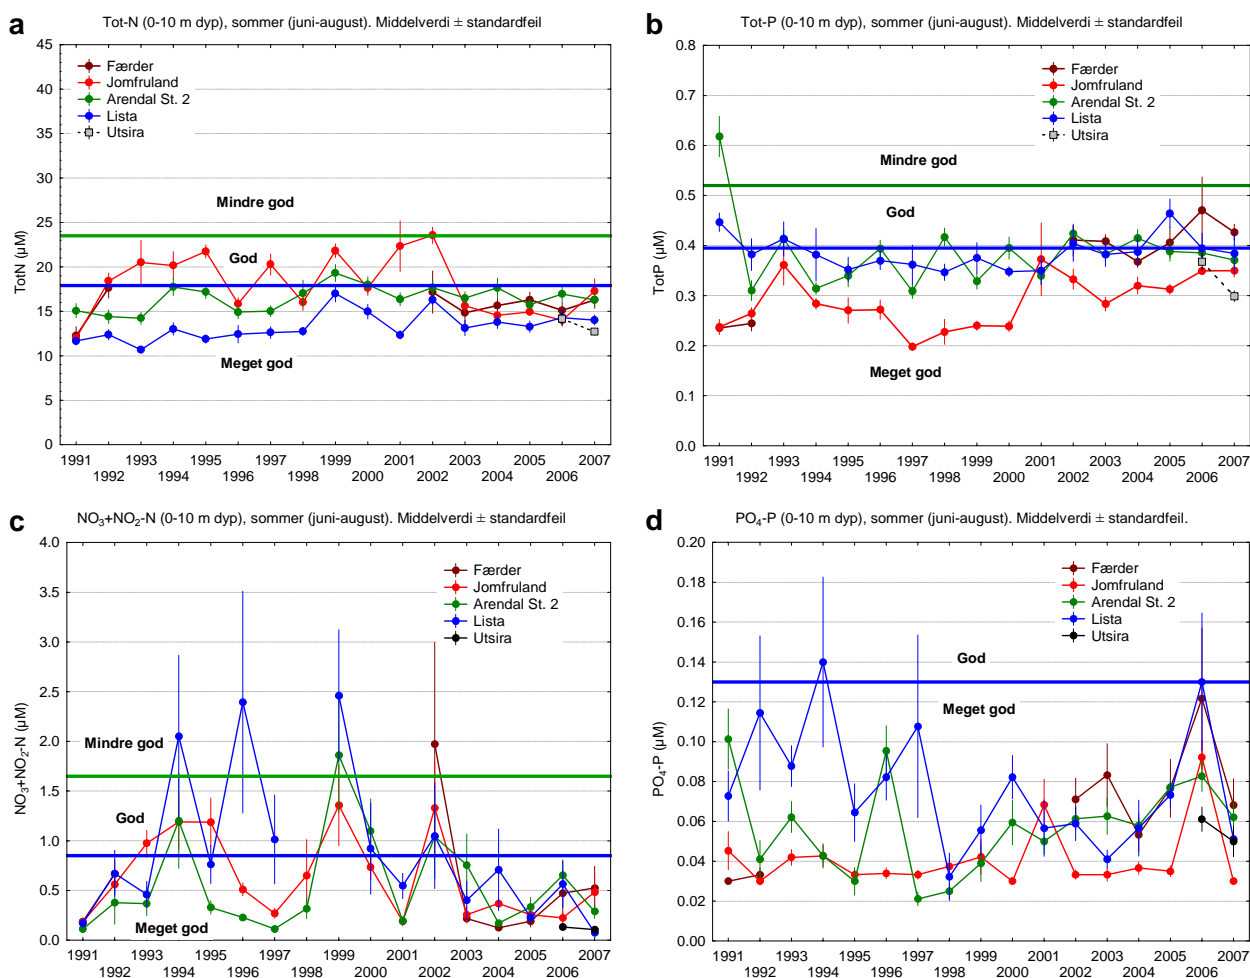 a
Tot-N (0-10 m dyp), sommer (juni-august). Middelverdi ± standardfeil
45
40
35
30
25
20
15
10
5
0
TotN (µM)
Færder
Jomfruland
Arendal St. 2
Lista
Utsira
Mindre god
God
Meget god
1991 1993 1995 1997 1999 2001 2003 2005 2007
1992 1994 1996 1998 2000 2002 2004 2006
b
Tot-P (0-10 m dyp), sommer (juni-august). Middelverdi ± standardfeil
0.8
0.7
0.6
0.5
0.4
0.3
0.2
0.1
0.0
TotP (µM)
Færder
Jomfruland
Arendal St. 2
Lista
Utsira
Mindre god
God
Meget god
1991 1993 1995 1997 1999 2001 2003 2005 2007
1992 1994 1996 1998 2000 2002 2004 2006
c
NO₃+NO₂-N (0-10 m dyp), sommer (juni-august). Middelverdi ± standardfeil
4.0
3.5
3.0
2.5
2.0
1.5
1.0
0.5
0.0
NO₃+NO₂-N (µM)
Færder
Jomfruland
Arendal St. 2
Lista
Utsira
Mindre god
God
Meget god
1991 1993 1995 1997 1999 2001 2003 2005 2007
1992 1994 1996 1998 2000 2002 2004 2006
d
PO₄-P (0-10 m dyp), sommer (juni-august). Middelverdi ± standardfeil.
0.20
0.18
0.16
0.14
0.12
0.10
0.08
0.06
0.04
0.02
0.00
PO₄-P (µM)
Færder
Jomfruland
Arendal St. 2
Lista
Utsira
God
Meget god
1991 1993 1995 1997 1999 2001 2003 2005 2007
1992 1994 1996 1998 2000 2002 2004 2006